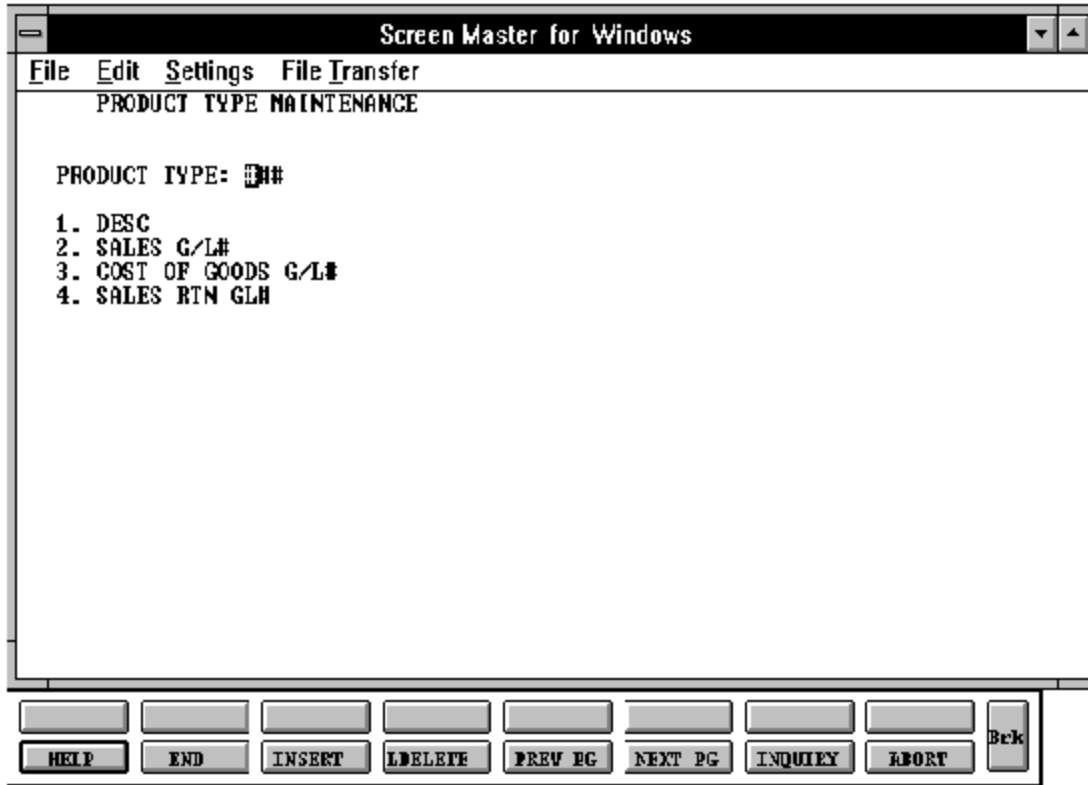 Screen Master for Windows
File Edit Settings File Transfer
PRODUCT TYPE MAINTENANCE
PRODUCT TYPE: ###
1. DESC
2. SALES G/L#
3. COST OF GOODS G/L#
4. SALES RTN GL#
Brk
HELP END INSERT LDELETE PREV PG NEXT PG INQUIRY ABORT